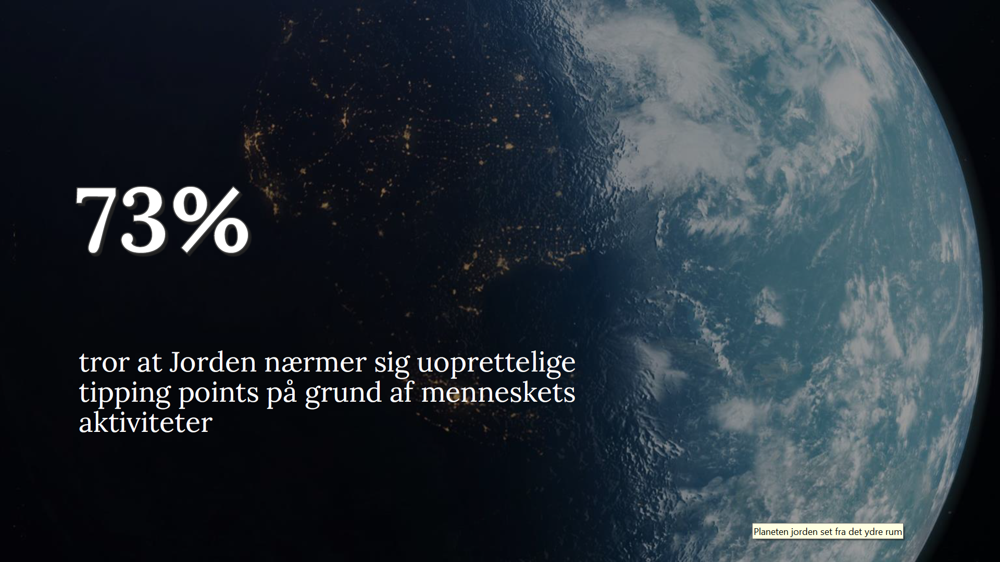 73%
tror at Jorden nærmer sig uoprettelige
tipping points på grund af menneskets
aktiviteter
Planeten jorden set fra det ydre rum